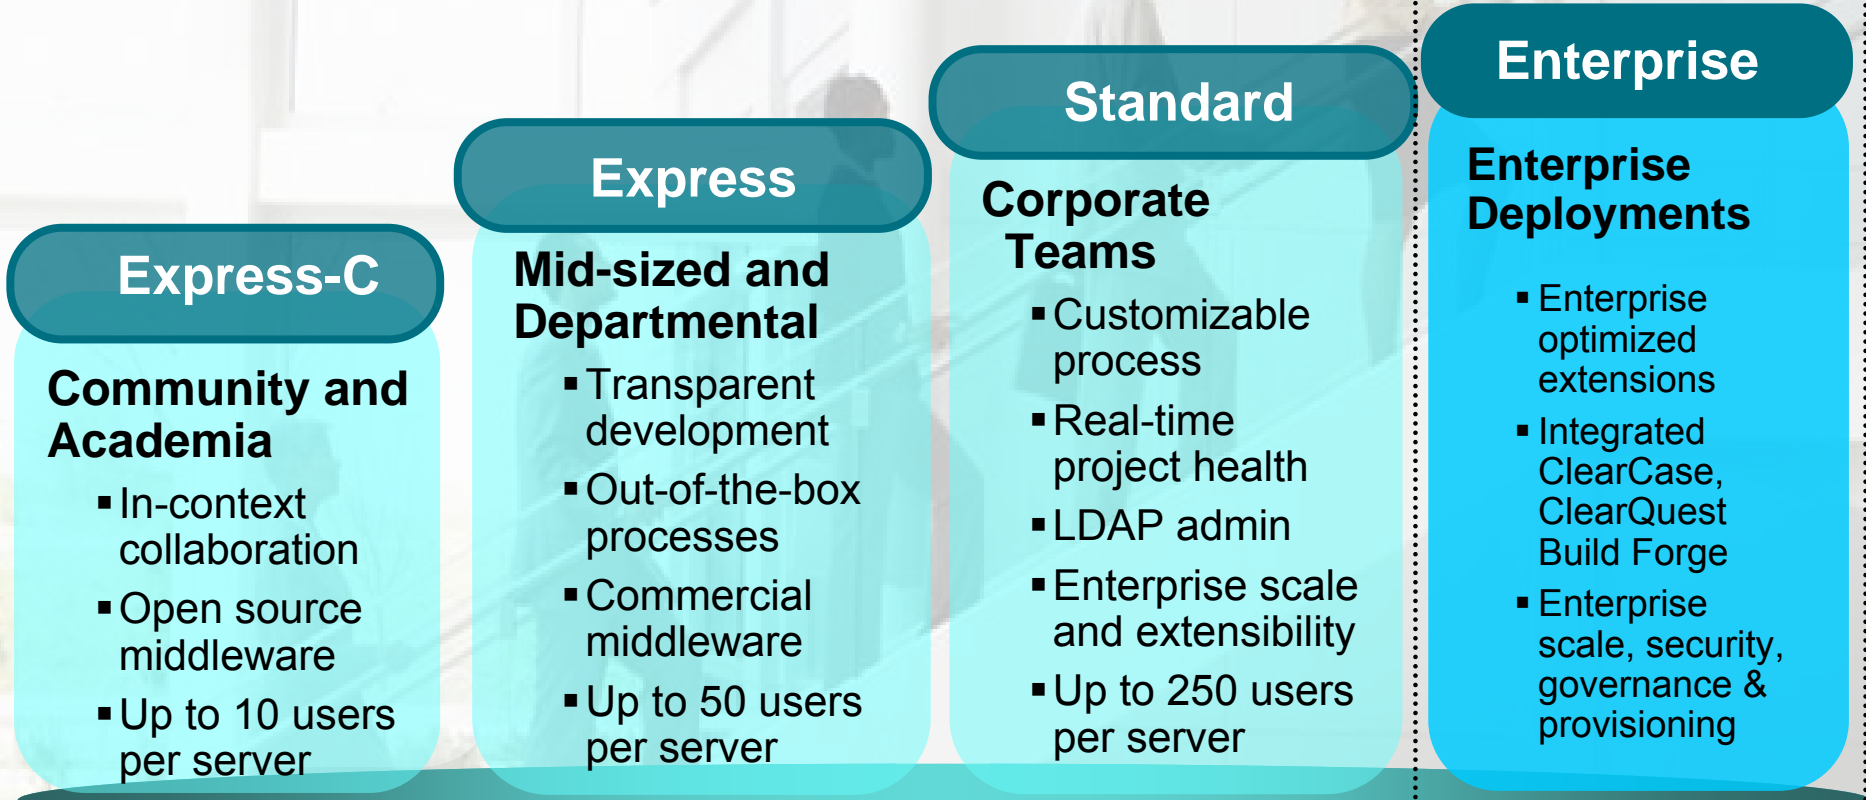 Express-C
Community and
Academia
▪In-context
collaboration
▪Open source
middleware
▪Up to 10 users
per server
Express
Mid-sized and
Departmental
▪Transparent
development
▪Out-of-the-box
processes
▪Commercial
middleware
▪Up to 50 users
per server
Standard
Corporate
Teams
▪Customizable
process
▪Real-time
project health
▪LDAP admin
▪Enterprise scale
and extensibility
▪Up to 250 users
per server
Enterprise
Enterprise
Deployments
▪Enterprise
optimized
extensions
▪Integrated
ClearCase,
ClearQuest
Build Forge
▪Enterprise
scale, security,
governance &
provisioning